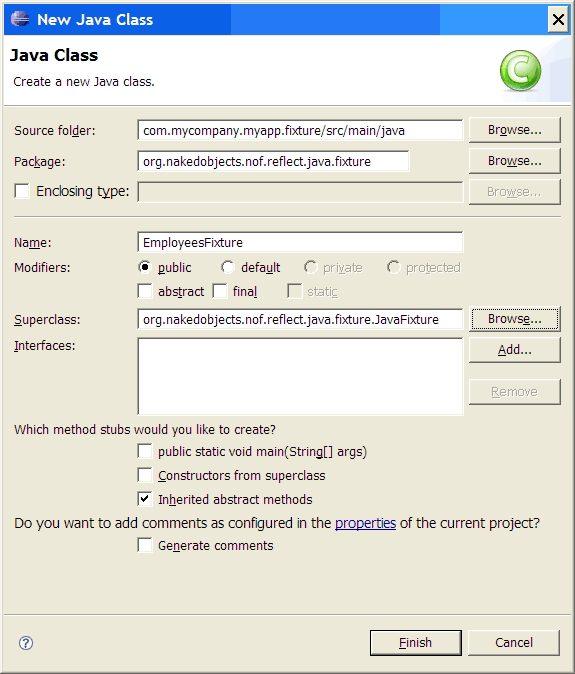 New Java Class
Java Class
Create a new Java class.
C
Source folder: com.mycompany.myapp.fixture/src/main/java Browse...
Package: org.nakedobjects.nof.reflect.java.fixture Browse...
Enclosing type: Browse...
Name: EmployeesFixture
Modifiers: public default private protected
abstract final static
Superclass: org.nakedobjects.nof.reflect.java.fixture.JavaFixture Browse...
Interfaces: Add...
Remove
Which method stubs would you like to create?
public static void main(String[] args)
Constructors from superclass
Inherited abstract methods
Do you want to add comments as configured in the properties of the current project?
Generate comments
? Finish Cancel